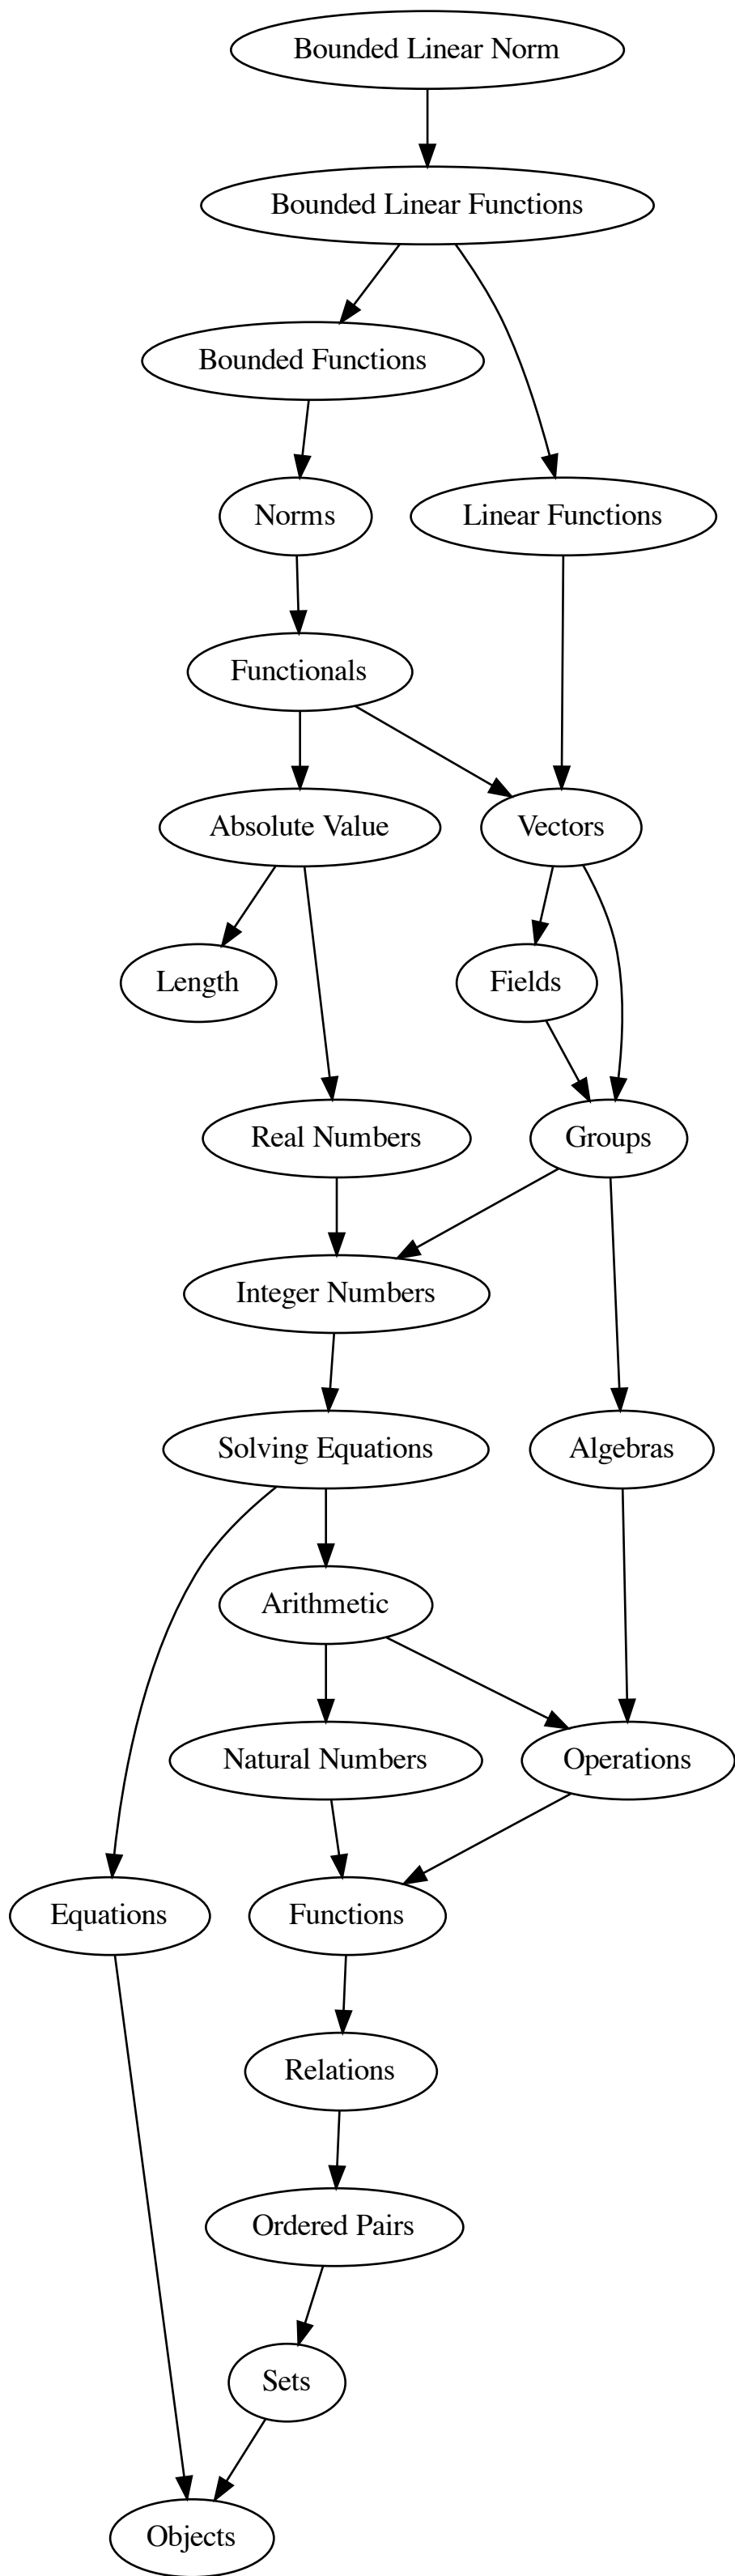 Bounded Linear Norm
Bounded Linear Functions
Bounded Functions
Norms
Linear Functions
Functionals
Absolute Value
Vectors
Length
Fields
Real Numbers
Groups
Integer Numbers
Solving Equations
Algebras
Arithmetic
Natural Numbers
Operations
Equations
Functions
Relations
Ordered Pairs
Sets
Objects